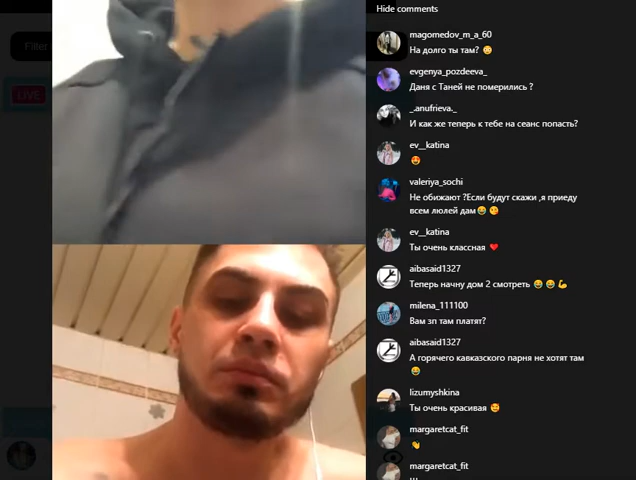 Hide comments
Filter
LIVE
magomedov_m_a_60
На долго ты там? 😳
evgenya_pozdeeva_
Даня с Таней не померились ?
_.anufrieva._
И как же теперь к тебе на сеанс попасть?
ev__katina
😍
valeriya_sochi
Не обижают ?Если будут скажи ,я приеду
всем люлей дам😂😘
ev__katina
Ты очень классная ❤️
aibasaid1327
Теперь начну дом 2 смотреть 😂😂💪
milena_111100
Вам зп там платят?
aibasaid1327
А горячего кавказского парня не хотят там
😂
lizumyshkina
Ты очень красивая 🥰
margaretcat_fit
👏
margaretcat_fit